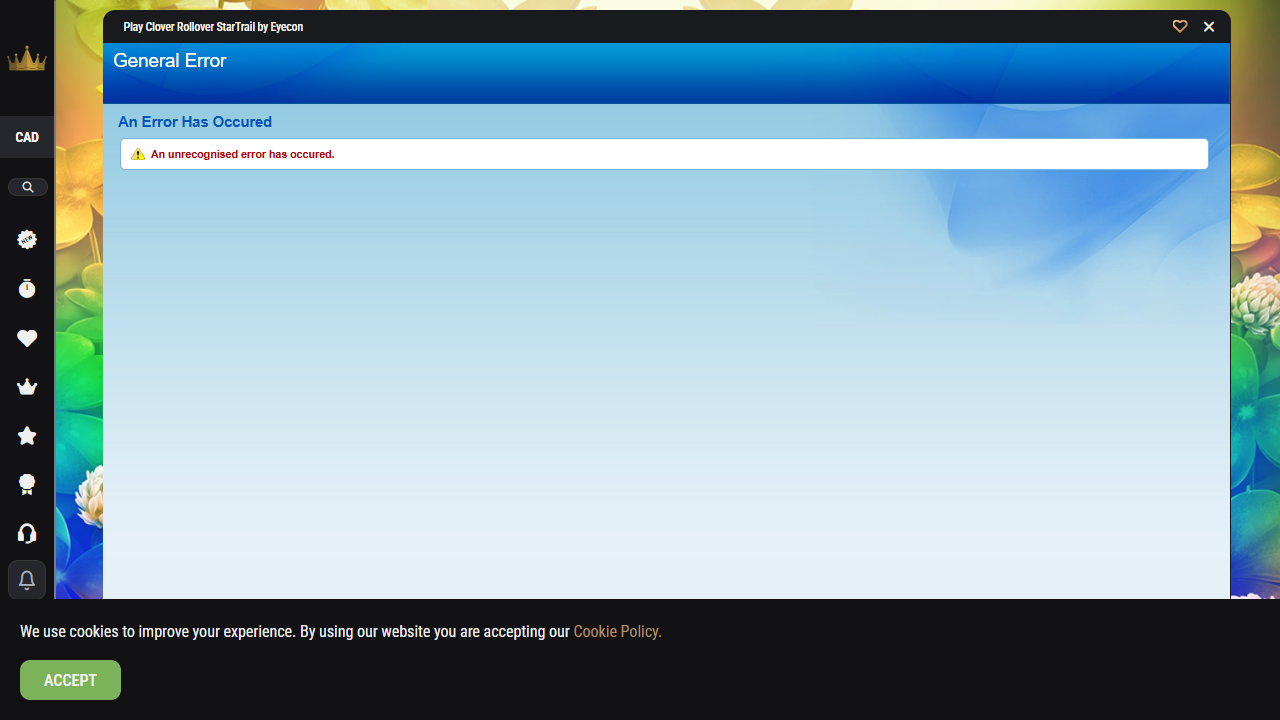 Play Clover Rollover StarTrail by Eyecon
General Error
An Error Has Occured
An unrecognised error has occured.
CAD
NEW
We use cookies to improve your experience. By using our website you are accepting our Cookie Policy.
ACCEPT